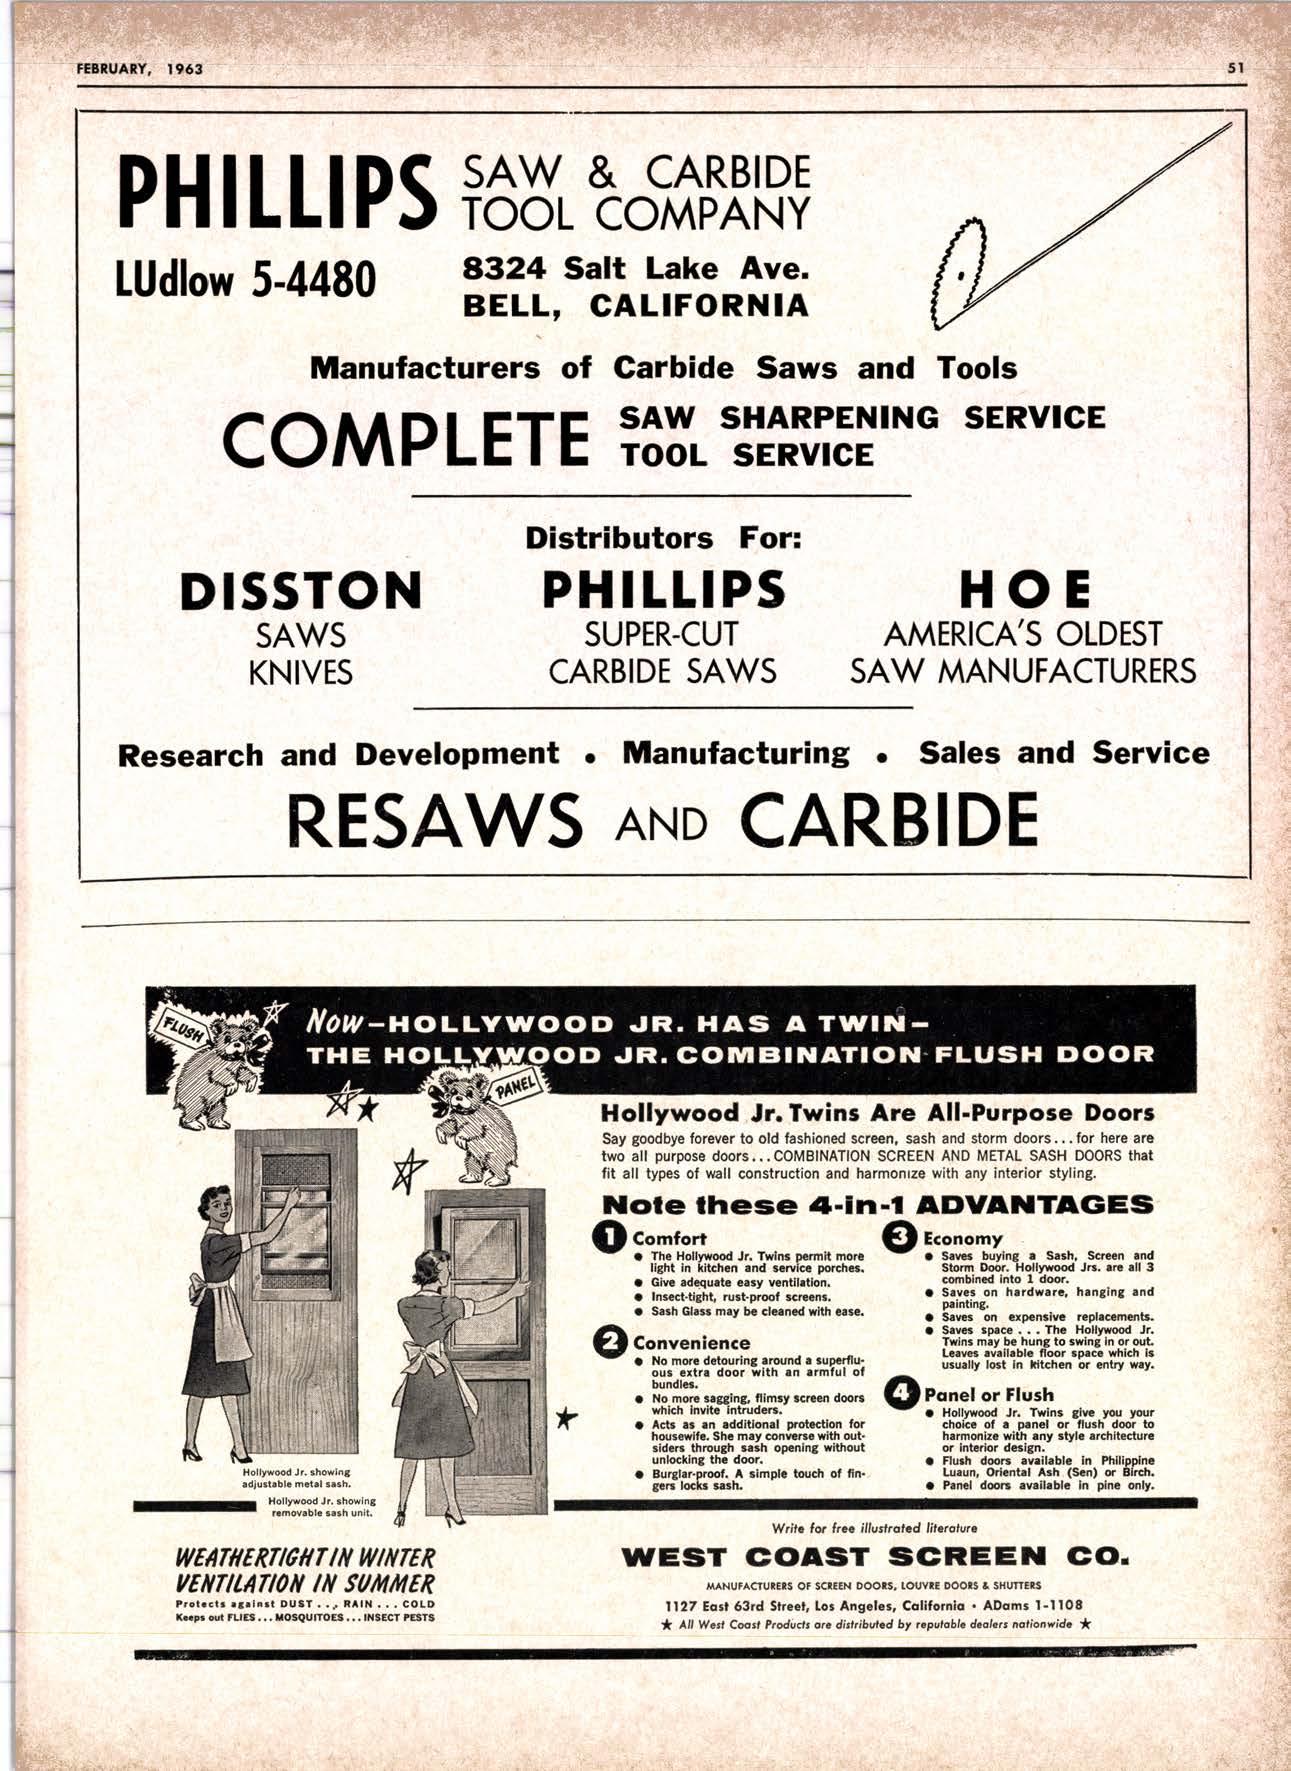 FEBRUARY, 1963
51
PHILLIPS SAW & CARBIDE
TOOL COMPANY
LUdlow 5-4480
8324 Salt Lake Ave.
BELL, CALIFORNIA
Manufacturers of Carbide Saws and Tools
COMPLETE SAW SHARPENING SERVICE
TOOL SERVICE
Distributors For:
DISSTON
SAWS
KNIVES
PHILLIPS
SUPER-CUT
CARBIDE SAWS
HOE
AMERICA'S OLDEST
SAW MANUFACTURERS
Research and Development • Manufacturing • Sales and Service
RESAWS AND CARBIDE
FLUSH
Now—HOLLYWOOD JR. HAS A TWIN—
THE HOLLYWOOD JR. COMBINATION FLUSH DOOR
PANEL
Hollywood Jr. Twins Are All-Purpose Doors
Say goodbye forever to old fashioned screen, sash and storm doors...for here are
two all purpose doors...COMBINATION SCREEN AND METAL SASH DOORS that
fit all types of wall construction and harmonize with any interior styling.
Note these 4-in-1 ADVANTAGES
1 Comfort
• The Hollywood Jr. Twins permit more
light in kitchen and service porches.
• Give adequate easy ventilation.
• Insect-tight, rust-proof screens.
• Sash Glass may be cleaned with ease.
2 Convenience
• No more detouring around a superflu-
ous extra door with an armful of
bundles.
• No more sagging, flimsy screen doors
which invite intruders.
• Acts as an additional protection for
housewife. She may converse with out-
siders through sash opening without
unlocking the door.
• Burglar-proof. A simple touch of fin-
gers locks sash.
3 Economy
• Saves buying a Sash, Screen and
Storm Door. Hollywood Jrs. are all 3
combined into 1 door.
• Saves on hardware, hanging and
painting.
• Saves on expensive replacements.
• Saves space . . . The Hollywood Jr.
Twins may be hung to swing in or out.
Leaves available floor space which is
usually lost in kitchen or entry way.
4 Panel or Flush
• Hollywood Jr. Twins give you your
choice of a panel or flush door to
harmonize with any style architecture
or interior design.
• Flush doors available in Philippine
Luaun, Oriental Ash (Sen) or Birch.
• Panel doors available in pine only.
Hollywood Jr. showing
adjustable metal sash.
Hollywood Jr. showing
removable sash unit.
WEATHERTIGHT IN WINTER
VENTILATION IN SUMMER
Protects against DUST . . . RAIN . . . COLD
Keeps out FLIES...MOSQUITOES...INSECT PESTS
Write for free illustrated literature
WEST COAST SCREEN CO.
MANUFACTURERS OF SCREEN DOORS, LOUVRE DOORS & SHUTTERS
1127 East 63rd Street, Los Angeles, California • ADams 1-1108
★ All West Coast Products are distributed by reputable dealers nationwide ★